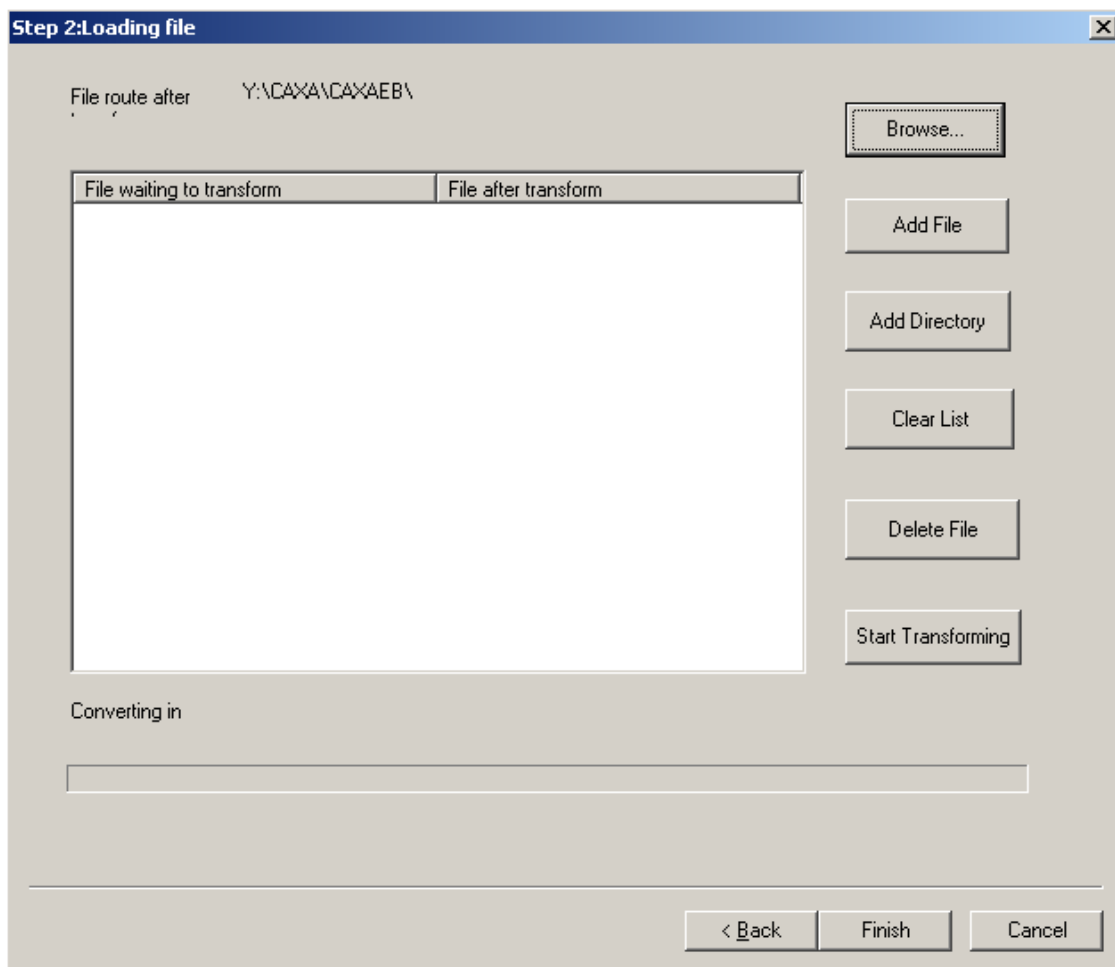 Step 2:Loading file
File route after
Y:\CAXA\CAXAEB\
Browse...
File waiting to transform
File after transform
Add File
Add Directory
Clear List
Delete File
Start Transforming
Converting in
< Back
Finish
Cancel